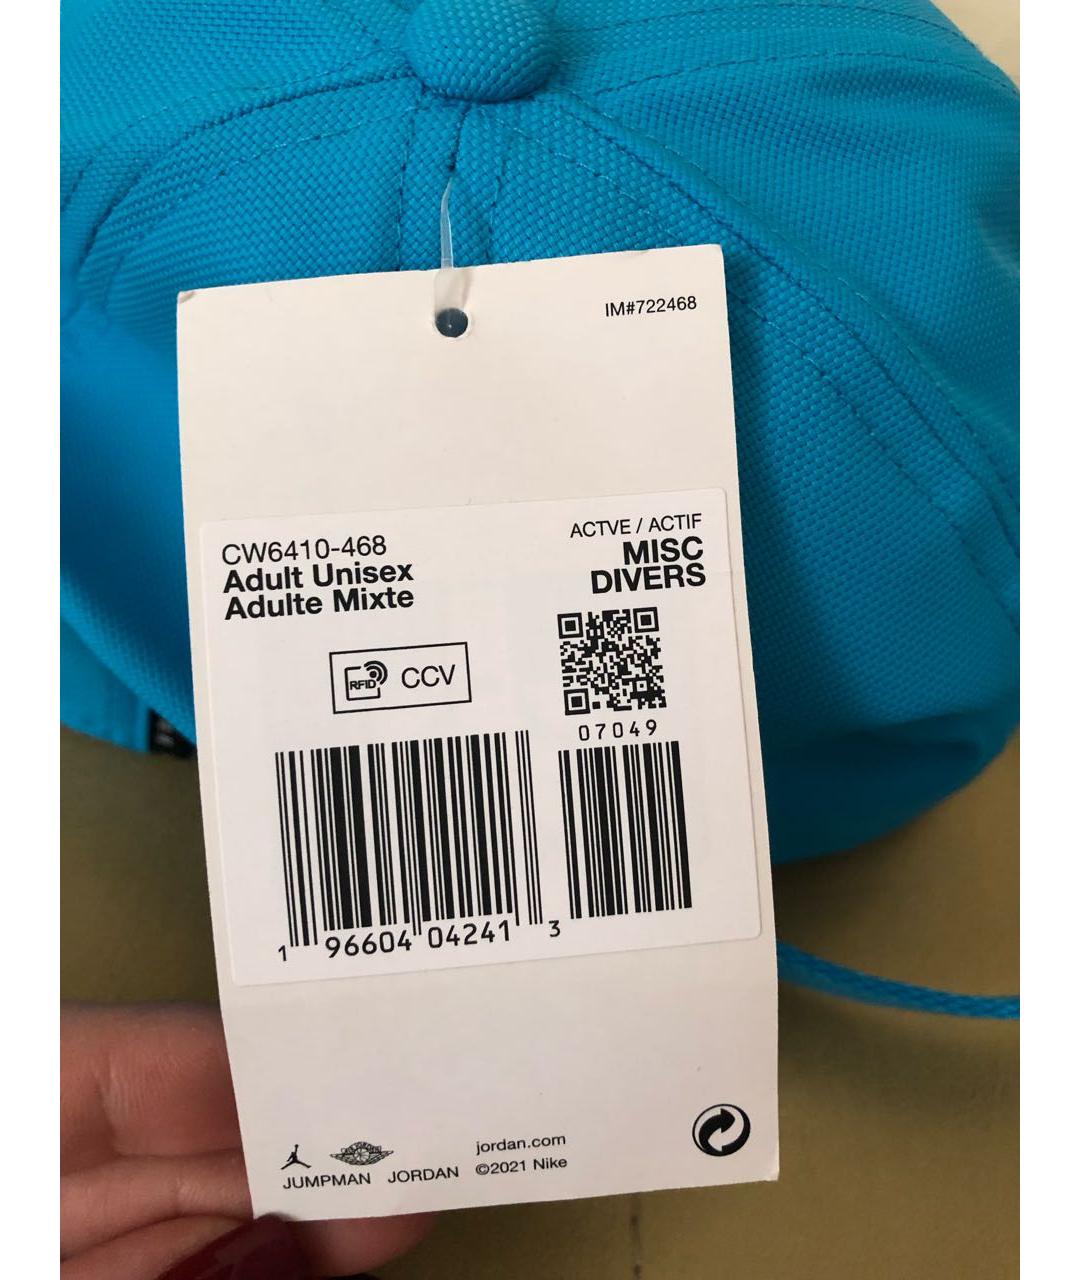 IM#722468
CW6410-468
Adult Unisex
Adulte Mixte
ACTVE / ACTIF
MISC
DIVERS
RFID CCV
07049
1 96604 04241 3
jordan.com
JUMPMAN JORDAN ©2021 Nike